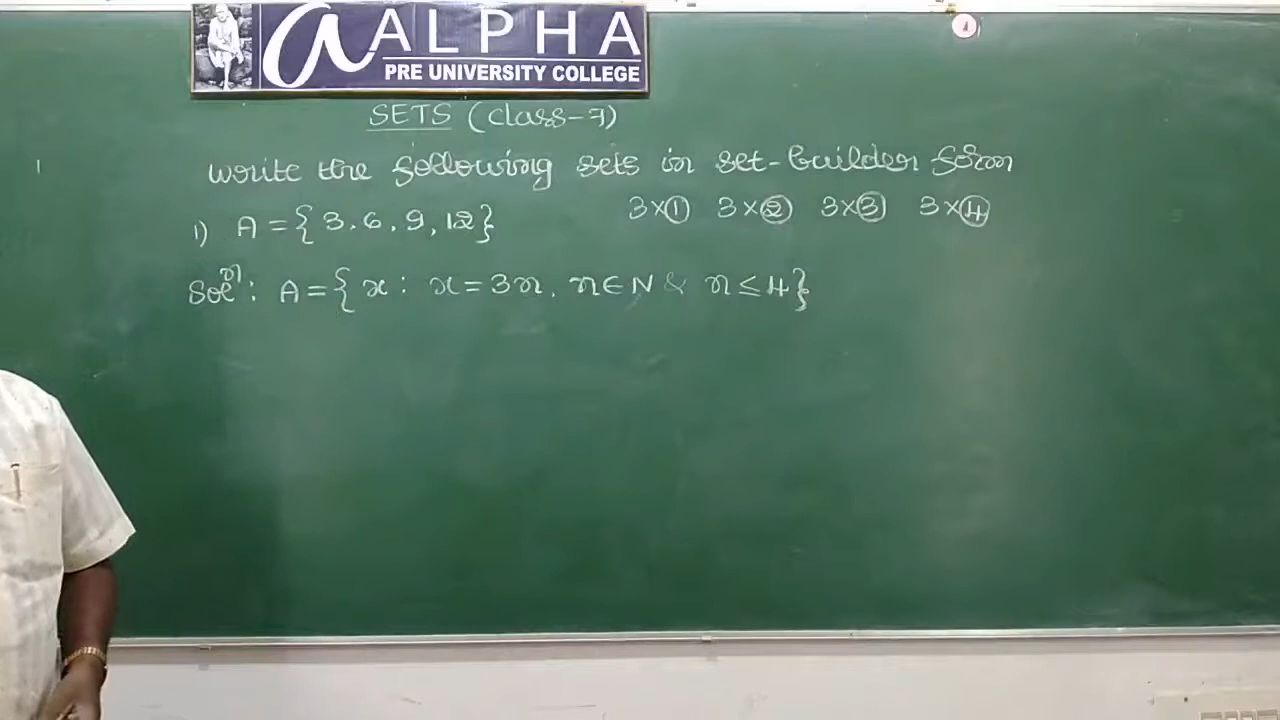 a ALPHA
PRE UNIVERSITY COLLEGE
SETS (class-7)
Write the following sets in set-builder form
1) A = {3, 6, 9, 12} 3×① 3×② 3×③ 3×④
Solⁿ: A = {x : x = 3n, n∈N & n ≤ 4}